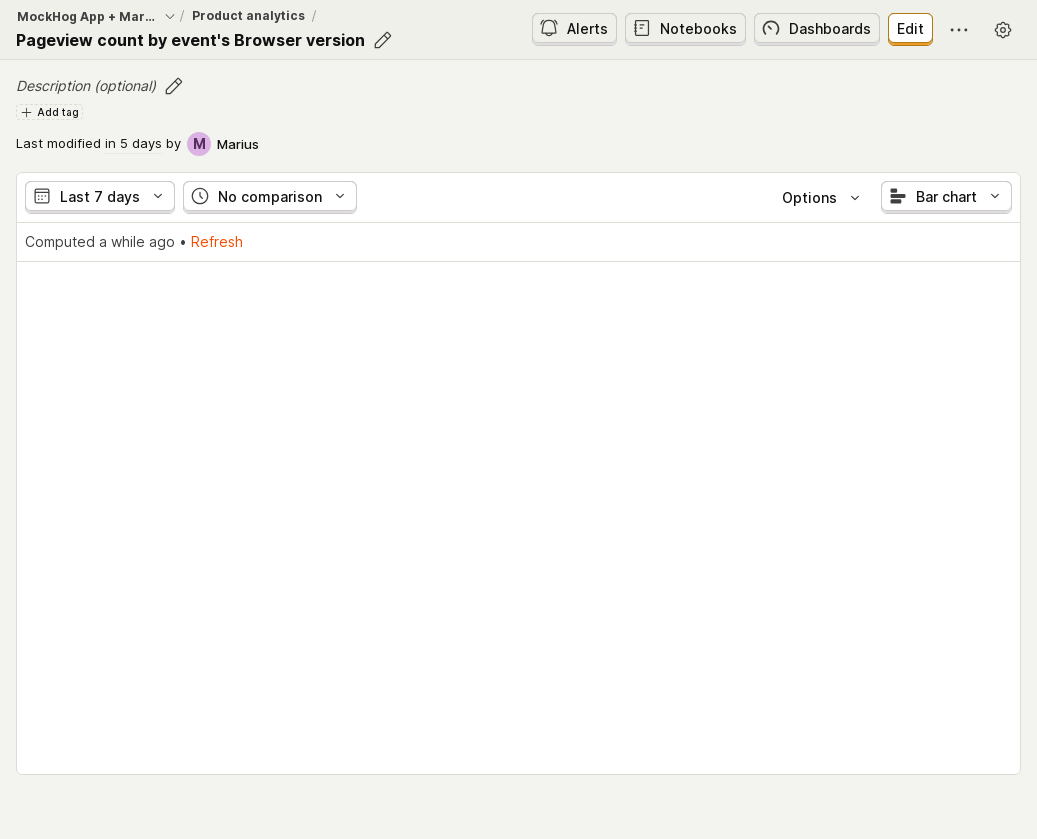 MockHog App + Mar... / Product analytics /
Pageview count by event's Browser version
Alerts Notebooks Dashboards Edit
Description (optional)
Add tag
Last modified in 5 days by M Marius
Last 7 days No comparison Options Bar chart
Computed a while ago • Refresh